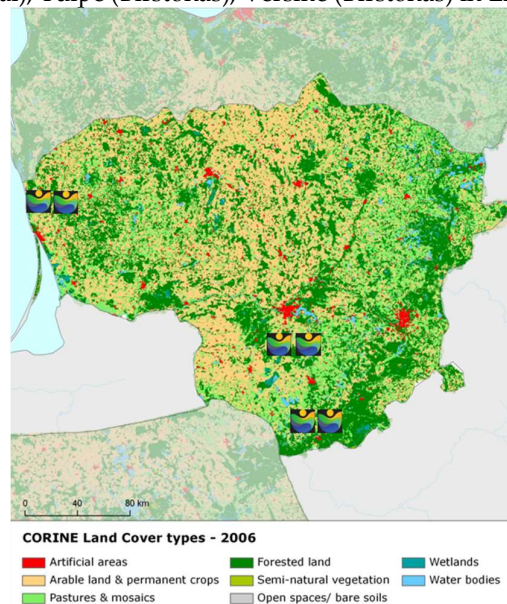 0 40 80 km
CORINE Land Cover types - 2006
Artificial areas
Forested land
Wetlands
Arable land & permanent crops
Semi-natural vegetation
Water bodies
Pastures & mosaics
Open spaces/ bare soils